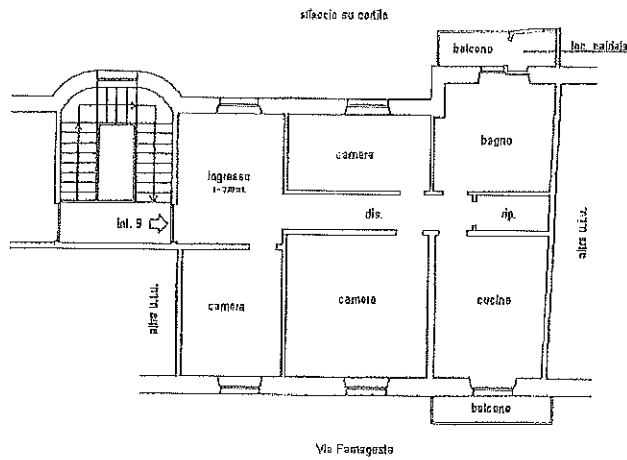 affaccio su cortile
balcone
loc. caldaia
camera
bagno
ingresso
Int. 9
dis.
rip.
altra u.i.u.
altra u.i.u.
camera
camera
cucina
balcone
Via Famagosta